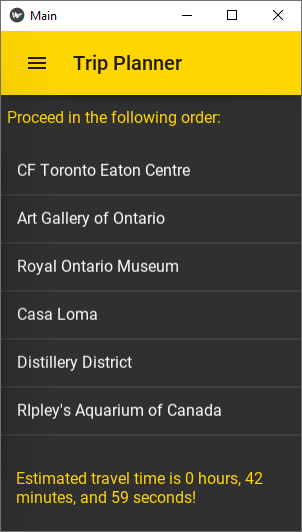 Main
Trip Planner
Proceed in the following order:
CF Toronto Eaton Centre
Art Gallery of Ontario
Royal Ontario Museum
Casa Loma
Distillery District
RIpley's Aquarium of Canada
Estimated travel time is 0 hours, 42
minutes, and 59 seconds!